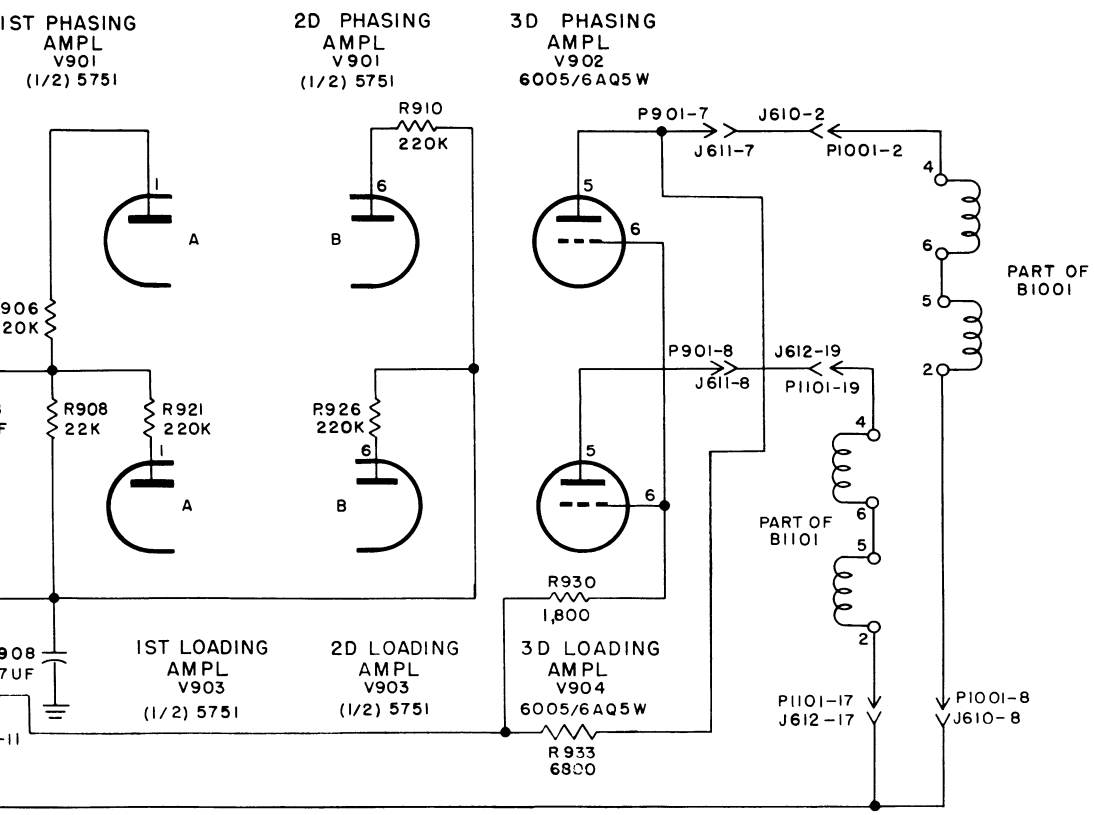 1ST PHASING
AMPL
V901
(1/2) 5751
2D PHASING
AMPL
V901
(1/2) 5751
3D PHASING
AMPL
V902
6005/6AQ5W
R910
220K
P901-7
J611-7
J610-2
P1001-2
1
A
6
B
5
6
4
6
5
2
PART OF
B1001
906
20K
R908
22K
R921
220K
R926
220K
P901-8
J611-8
J612-19
P1101-19
1
A
6
B
5
6
4
6
5
2
PART OF
B1101
R930
1,800
908
7UF
F
-11
1ST LOADING
AMPL
V903
(1/2) 5751
2D LOADING
AMPL
V903
(1/2) 5751
3D LOADING
AMPL
V904
6005/6AQ5W
R933
6800
P1101-17
J612-17
P1001-8
J610-8